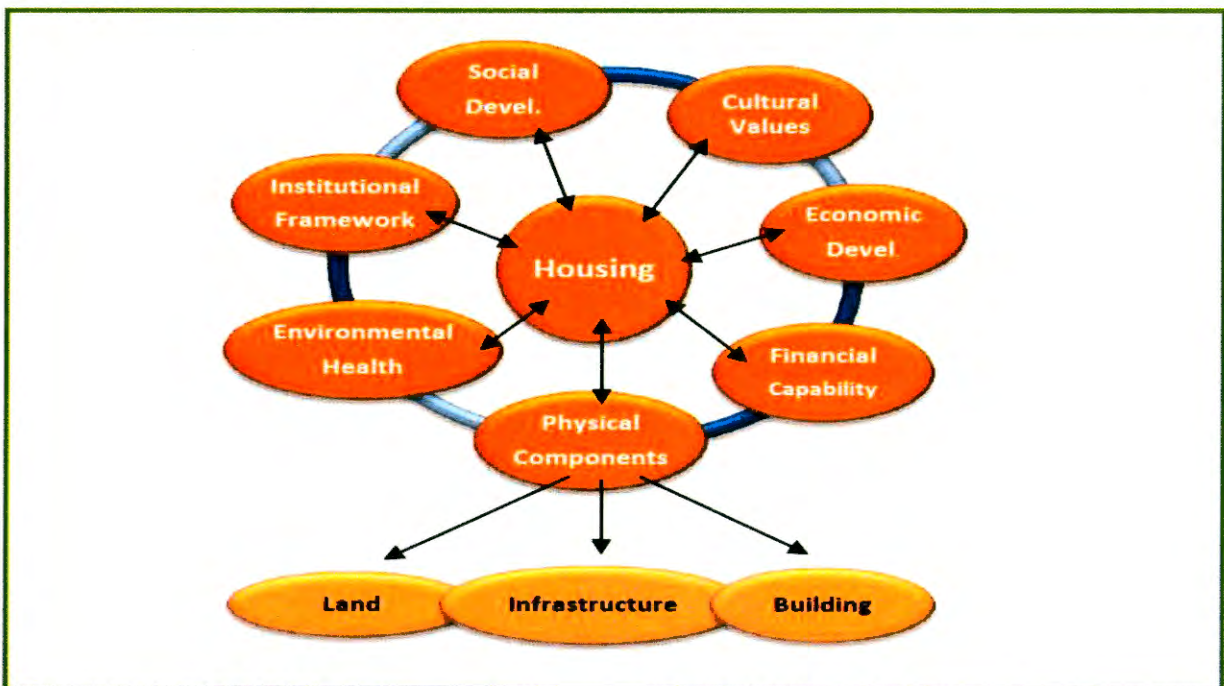 Social
Devel.
Cultural
Values
Institutional
Framework
Economic
Devel
Housing
Environmental
Health
Financial
Capability
Physical
Components
Land
Infrastructure
Building